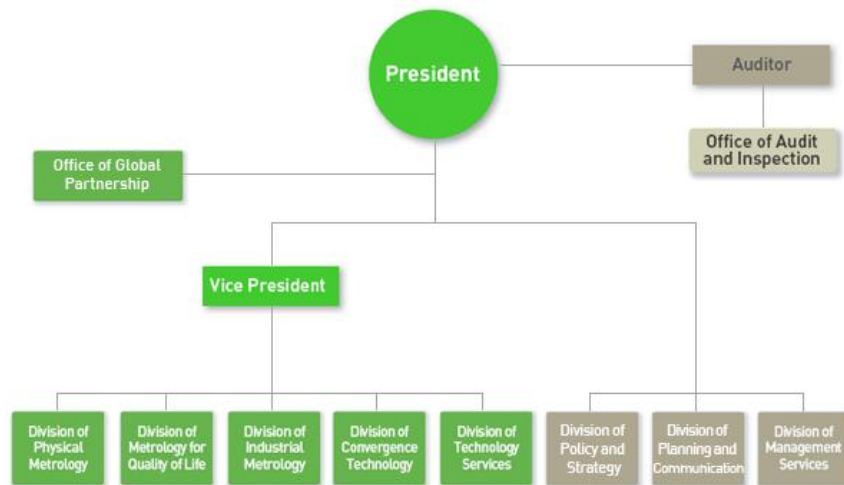 President
Auditor
Office of Audit
and Inspection
Office of Global
Partnership
Vice President
Division of
Physical
Metrology
Division of
Metrology for
Quality of Life
Division of
Industrial
Metrology
Division of
Convergence
Technology
Division of
Technology
Services
Division of
Policy and
Strategy
Division of
Planning and
Communication
Division of
Management
Services